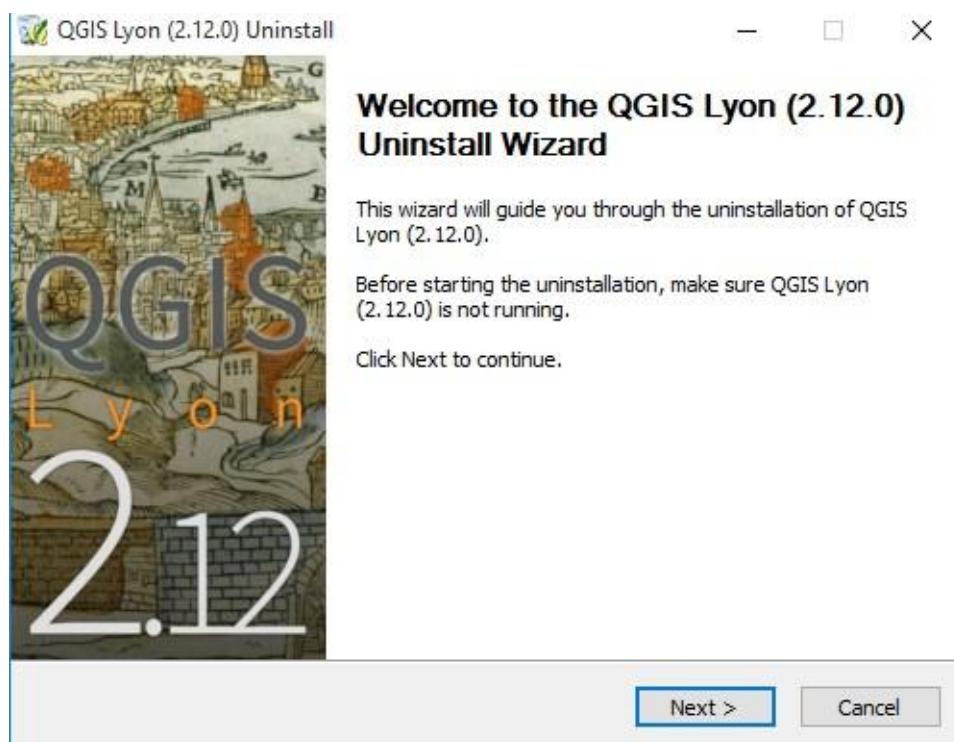 QGIS Lyon (2.12.0) Uninstall
G
M
E
QGIS
Lyon
2.12
Welcome to the QGIS Lyon (2.12.0)
Uninstall Wizard
This wizard will guide you through the uninstallation of QGIS
Lyon (2.12.0).
Before starting the uninstallation, make sure QGIS Lyon
(2.12.0) is not running.
Click Next to continue.
Next >
Cancel